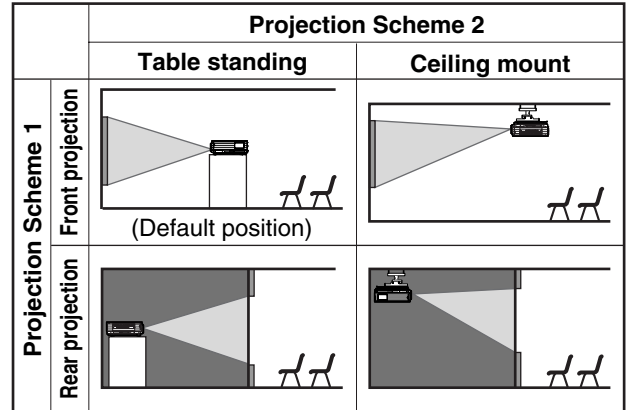 Projection Scheme 2
Table standing
Ceiling mount
Projection Scheme 1
Front projection
(Default position)
Rear projection